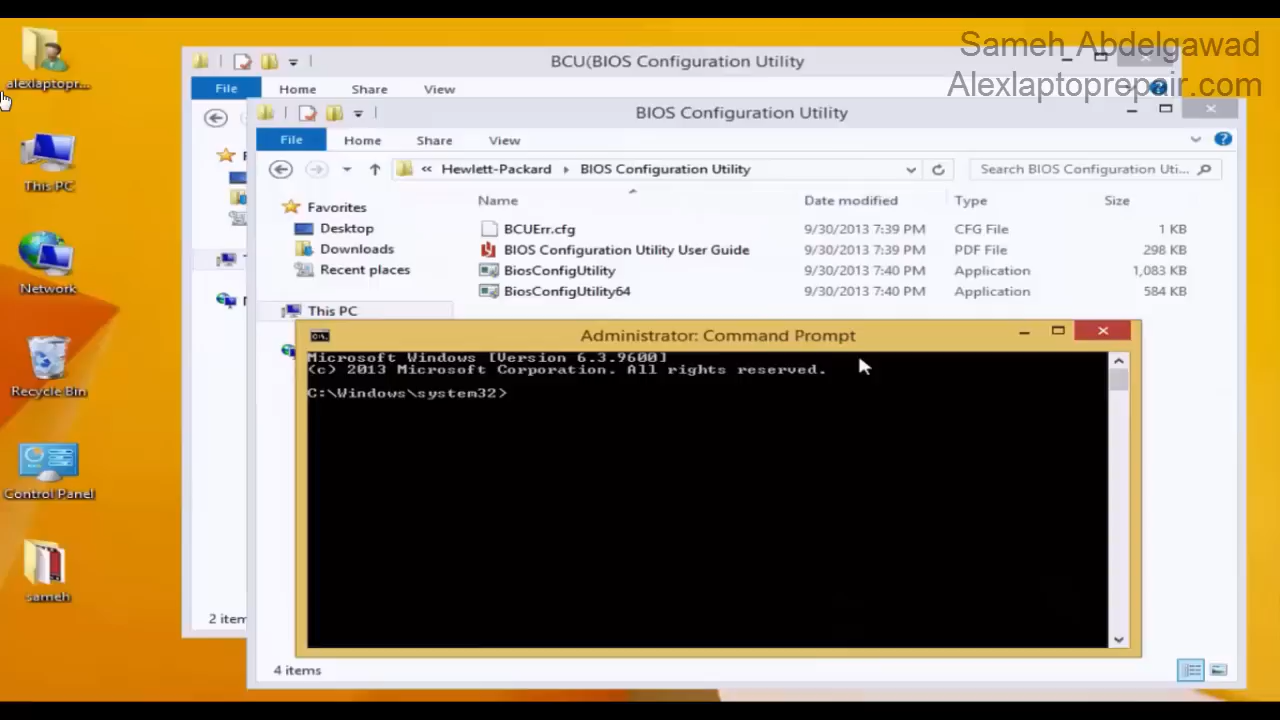 Sameh Abdelgawad
Alexlaptoprepair.com
alexlaptopr...
This PC
Network
Recycle Bin
Control Panel
sameh
BCU(BIOS Configuration Utility
File Home Share View
2 item
BIOS Configuration Utility
File Home Share View
« Hewlett-Packard BIOS Configuration Utility
Search BIOS Configuration Uti...
Favorites
Desktop
Downloads
Recent places
This PC
Name Date modified Type Size
BCUErr.cfg 9/30/2013 7:39 PM CFG File 1 KB
BIOS Configuration Utility User Guide 9/30/2013 7:39 PM PDF File 298 KB
BiosConfigUtility 9/30/2013 7:40 PM Application 1,083 KB
BiosConfigUtility64 9/30/2013 7:40 PM Application 584 KB
4 items
Administrator: Command Prompt
Microsoft Windows [Version 6.3.9600]
(c) 2013 Microsoft Corporation. All rights reserved.
C:\Windows\system32>